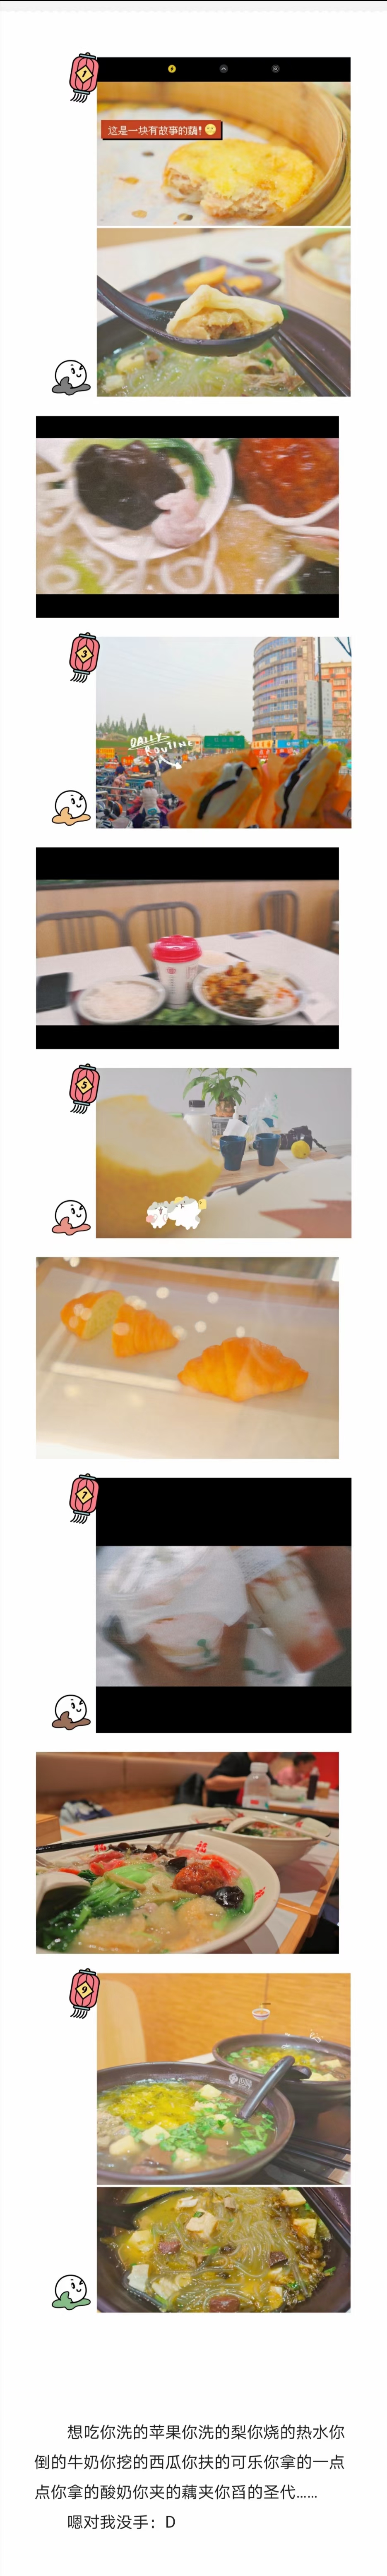 1
这是一块有故事的藕!
3
DAILY
ROUTINE
5
7
9
想吃你洗的苹果你洗的梨你烧的热水你
倒的牛奶你挖的西瓜你扶的可乐你拿的一点
点你拿的酸奶你夹的藕夹你舀的圣代......
嗯对我没手：D